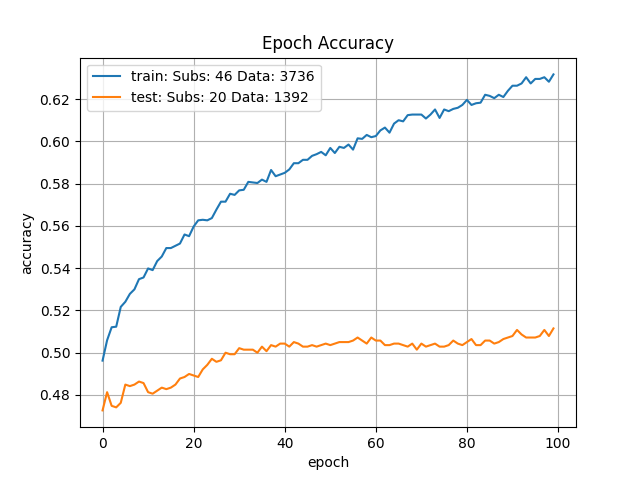 Epoch Accuracy
train: Subs: 46 Data: 3736
test: Subs: 20 Data: 1392
0.62
0.60
0.58
0.56
0.54
0.52
0.50
0.48
accuracy
0 20 40 60 80 100
epoch